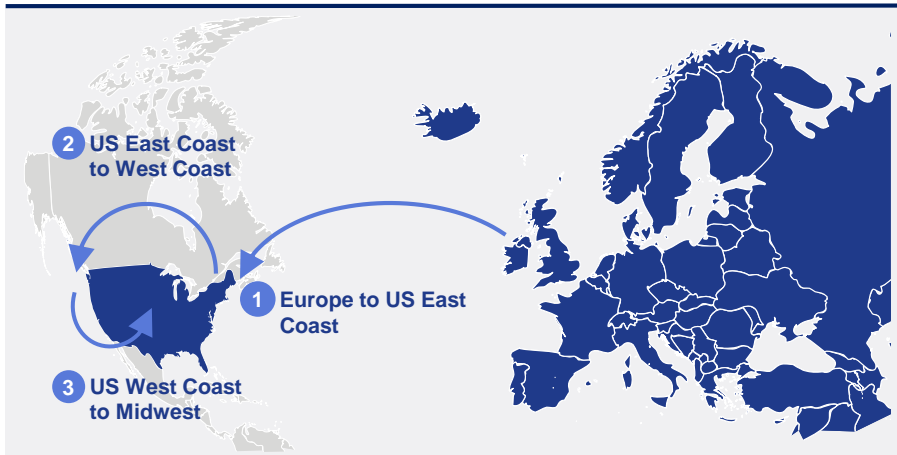 2 US East Coast
to West Coast
1 Europe to US East
Coast
3 US West Coast
to Midwest